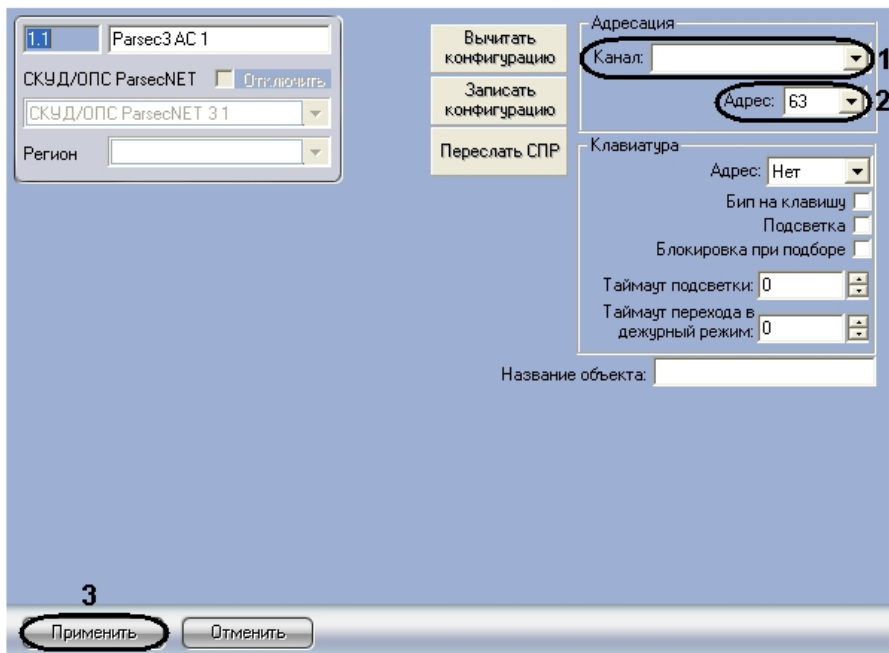 1.1 Parsec3 AC 1
СКУД/ОПС ParsecNET Отключить
СКУД/ОПС ParsecNET 3 1
Регион
Вычитать
конфигурацию
Записать
конфигурацию
Переслать СПР
Адресация
Канал: 1
Адрес: 63 2
Клавиатура
Адрес: Нет
Бип на клавишу
Подсветка
Блокировка при подборе
Таймаут подсветки: 0
Таймаут перехода в
дежурный режим: 0
Название объекта:
3
Применить Отменить